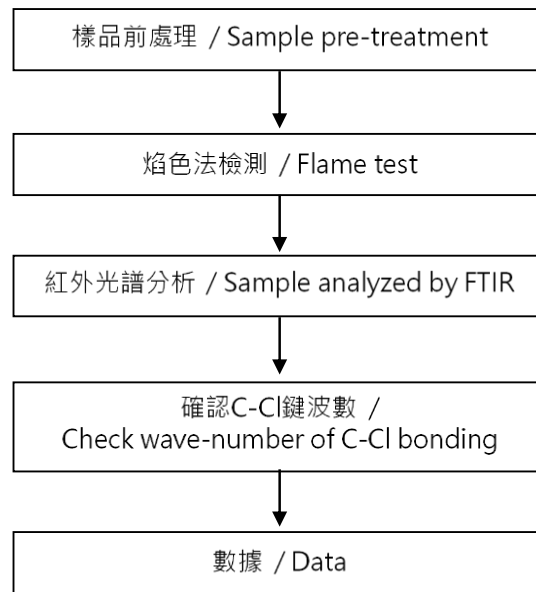 樣品前處理 / Sample pre-treatment
焰色法檢測 / Flame test
紅外光譜分析 / Sample analyzed by FTIR
確認C-Cl鍵波數 /
Check wave-number of C-Cl bonding
數據 / Data